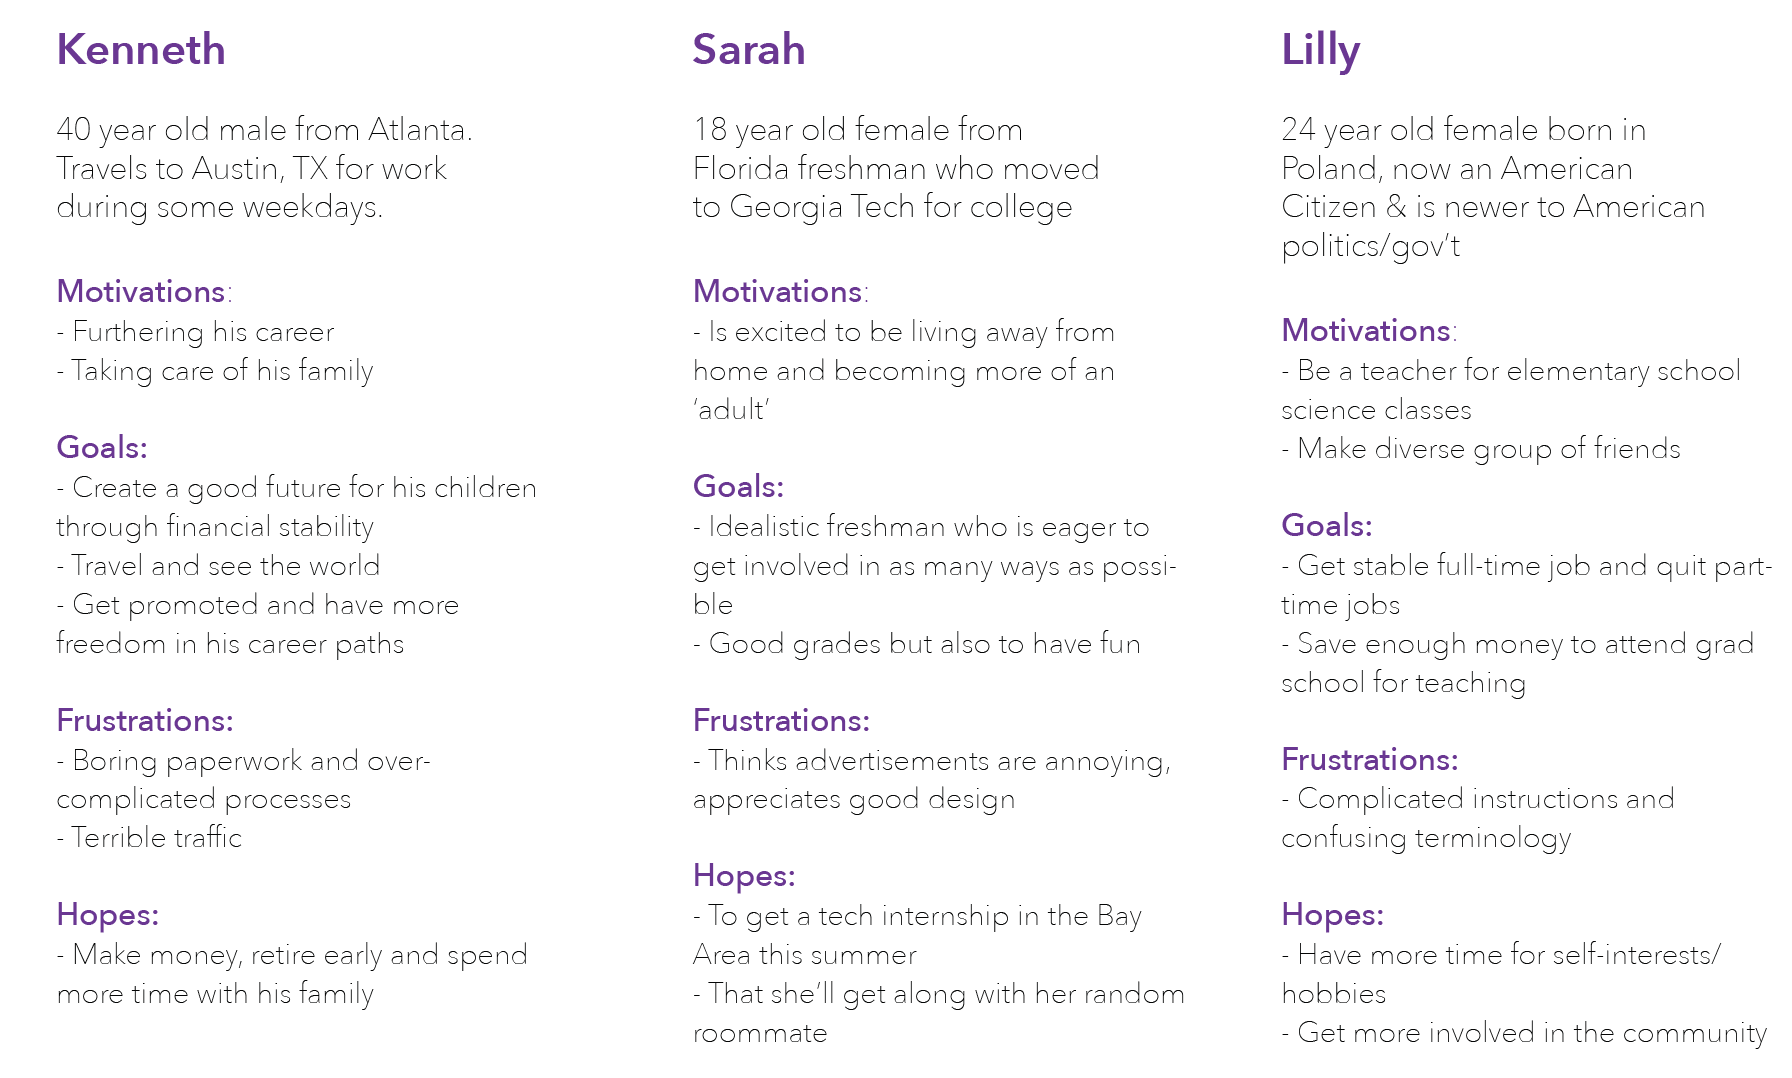 Kenneth
40 year old male from Atlanta.
Travels to Austin, TX for work
during some weekdays.
Motivations:
- Furthering his career
- Taking care of his family
Goals:
- Create a good future for his children
through financial stability
- Travel and see the world
- Get promoted and have more
freedom in his career paths
Frustrations:
- Boring paperwork and over-
complicated processes
- Terrible traffic
Hopes:
- Make money, retire early and spend
more time with his family
Sarah
18 year old female from
Florida freshman who moved
to Georgia Tech for college
Motivations:
- Is excited to be living away from
home and becoming more of an
‘adult’
Goals:
- Idealistic freshman who is eager to
get involved in as many ways as possi-
ble
- Good grades but also to have fun
Frustrations:
- Thinks advertisements are annoying,
appreciates good design
Hopes:
- To get a tech internship in the Bay
Area this summer
- That she’ll get along with her random
roommate
Lilly
24 year old female born in
Poland, now an American
Citizen & is newer to American
politics/gov’t
Motivations:
- Be a teacher for elementary school
science classes
- Make diverse group of friends
Goals:
- Get stable full-time job and quit part-
time jobs
- Save enough money to attend grad
school for teaching
Frustrations:
- Complicated instructions and
confusing terminology
Hopes:
- Have more time for self-interests/
hobbies
- Get more involved in the community